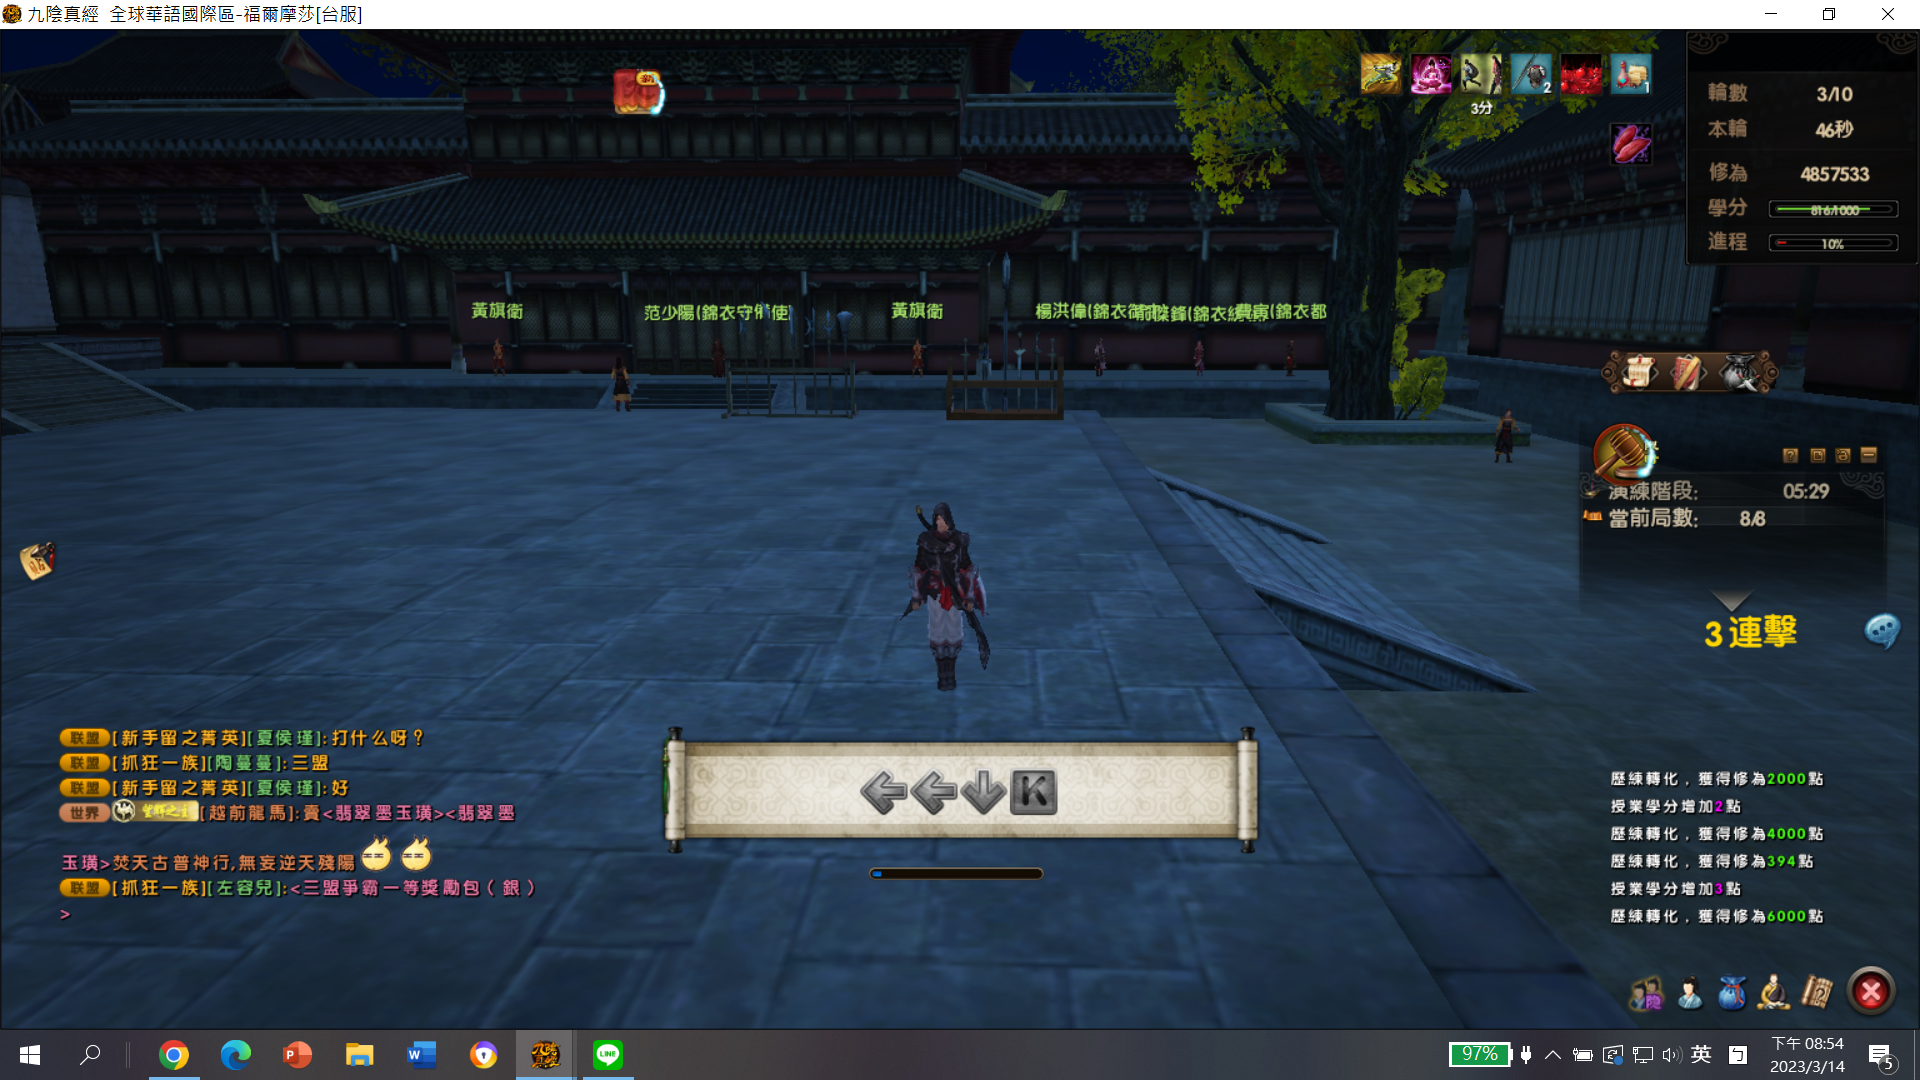 九陰真經 全球華語國際區-福爾摩莎[台服]
2
1
3分
輪數 3/10
本輪 46秒
修為 4857533
學分 816/1000
進程 10%
黃旗衛
范少陽(錦衣守備使)
黃旗衛
楊洪偉(錦衣
鋒(錦衣
(錦衣都
演練階段: 05:29
當前局數: 8/8
3連擊
联盟 [新手留之菁英][夏侯瑾]:打什么呀?
联盟 [抓狂一族][陶蔓蔓]:三盟
联盟 [新手留之菁英][夏侯瑾]:好
世界 [越前龍馬]:賣<翡翠墨玉璜><翡翠墨
玉璜>焚天古普神行,無妄逆天殘陽
联盟 [抓狂一族][左容兒]:<三盟爭霸一等獎勵包(銀)
>
K
歷練轉化,獲得修為2000點
授業學分增加2點
歷練轉化,獲得修為4000點
歷練轉化,獲得修為394點
授業學分增加3點
歷練轉化,獲得修為6000點
97%
英
下午 08:54
2023/3/14
5